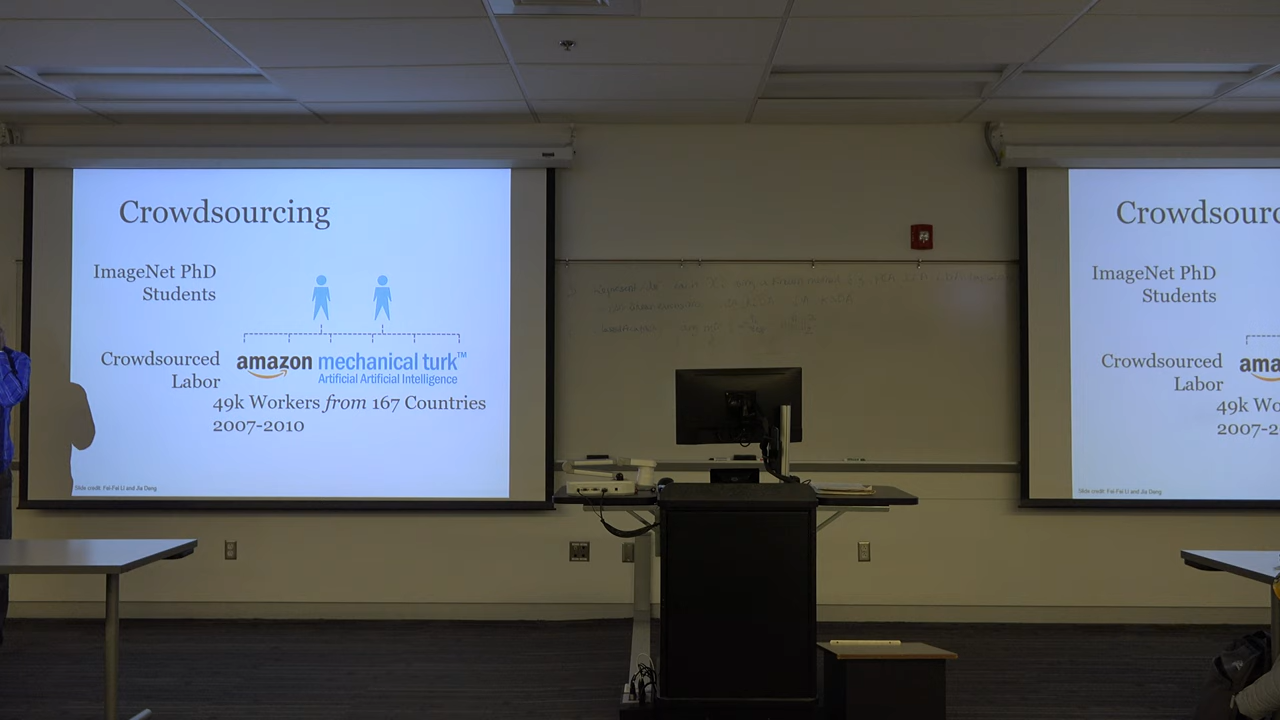 Crowdsourcing
ImageNet PhD
Students
Crowdsourced
Labor
amazon mechanical turk™
Artificial Artificial Intelligence
49k Workers from 167 Countries
2007-2010
Slide credit: Fei-Fei Li and Jia Deng
Crowdsourc
ImageNet PhD
Students
Crowdsourced
Labor
ama
49k Wo
2007-2
Slide credit: Fei-Fei Li and Jia Deng